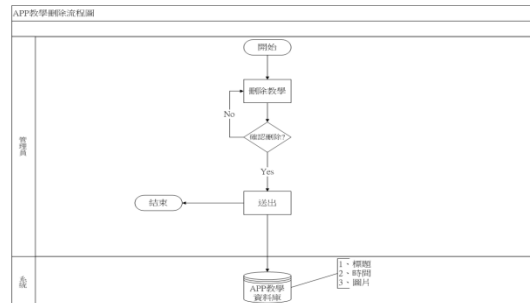 APP教學刪除流程圖
開始
刪除教學
No
確認刪除?
Yes
管理員
結束
送出
系統
APP教學
資料庫
1、標題
2、時間
3、圖片